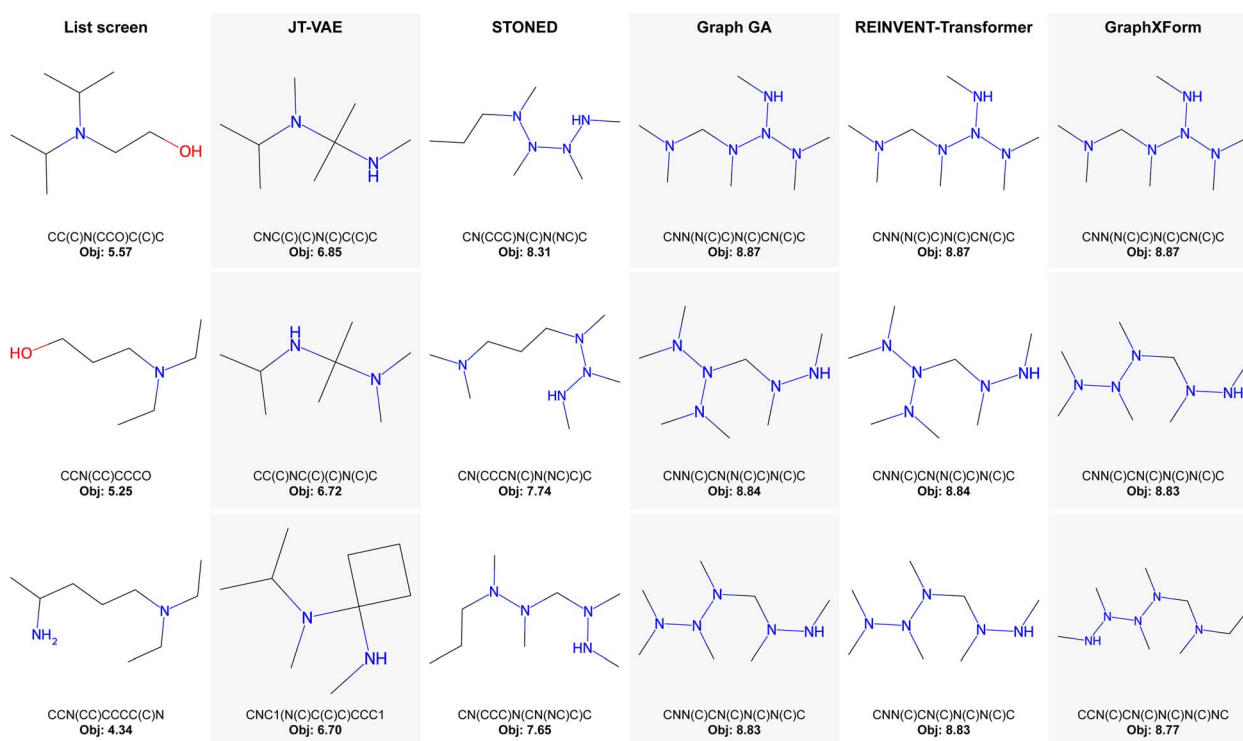 List screen
JT-VAE
STONED
Graph GA
REINVENT-Transformer
GraphXForm
N
OH
N
N
H
N
N
HN
N
N
NH
N
N
N
N
NH
N
N
N
N
NH
N
N
N
N
CC(C)N(CCO)C(C)C
Obj: 5.57
CNC(C)(C)N(C)C(C)C
Obj: 6.85
CN(CCC)N(C)N(NC)C
Obj: 8.31
CNN(N(C)C)N(C)CN(C)C
Obj: 8.87
CNN(N(C)C)N(C)CN(C)C
Obj: 8.87
CNN(N(C)C)N(C)CN(C)C
Obj: 8.87
HO
N
H
N
N
N
N
N
HN
N
N
N
N
NH
N
N
N
N
NH
N
N
N
N
NH
CCN(CC)CCCO
Obj: 5.25
CC(C)NC(C)(C)N(C)C
Obj: 6.72
CN(CCCN(C)N(NC)C)C
Obj: 7.74
CNN(C)CN(N(C)C)N(C)C
Obj: 8.84
CNN(C)CN(N(C)C)N(C)C
Obj: 8.84
CNN(C)CN(C)N(C)N(C)C
Obj: 8.83
NH2
N
N
NH
N
N
N
HN
N
N
N
N
NH
N
N
N
N
NH
HN
N
N
N
N
CCN(CC)CCCC(C)N
Obj: 4.34
CNC1(N(C)C(C)C)CCC1
Obj: 6.70
CN(CCC)N(CN(NC)C)C
Obj: 7.65
CNN(C)CN(C)N(C)N(C)C
Obj: 8.83
CNN(C)CN(C)N(C)N(C)C
Obj: 8.83
CCN(C)CN(C)N(C)N(C)NC
Obj: 8.77